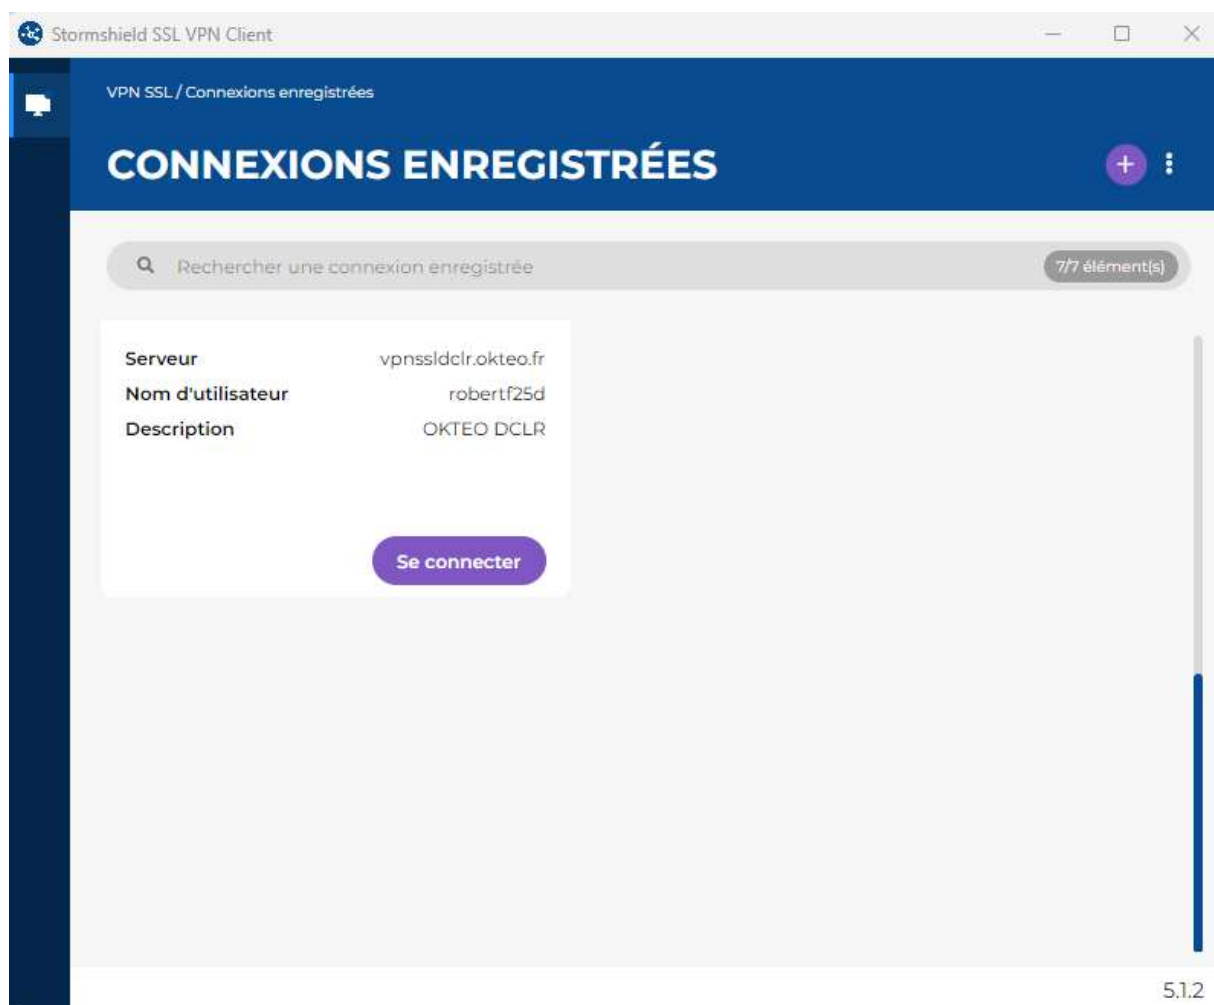 Stormshield SSL VPN Client
VPN SSL / Connexions enregistrées
CONNEXIONS ENREGISTRÉES
Rechercher une connexion enregistrée 7/7 élément(s)
Serveur vpnssldclr.okteo.fr
Nom d'utilisateur robertf25d
Description OKTEO DCLR
Se connecter
5.1.2